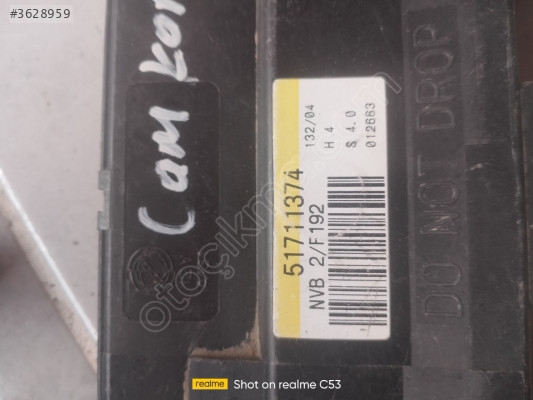 #3628959
Cam
51711374
NVB 2/F192
132/04
H 4
S 4.0
012663
DO NOT DROP
otoçıkma
realme
Shot on realme C53